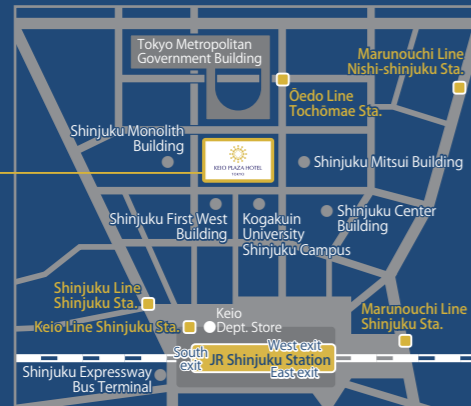 Tokyo Metropolitan
Government Building
Marunouchi Line
Nishi-shinjuku Sta.
Ōedo Line
Tochōmae Sta.
Shinjuku Monolith
Building
KEIO PLAZA HOTEL
TOKYO
Shinjuku Mitsui Building
Shinjuku First West
Building
Kogakuin
University
Shinjuku Campus
Shinjuku Center
Building
Shinjuku Line
Shinjuku Sta.
Keio Line Shinjuku Sta.
Keio
Dept. Store
Marunouchi Line
Shinjuku Sta.
West exit
South
exit
JR Shinjuku Station
East exit
Shinjuku Expressway
Bus Terminal